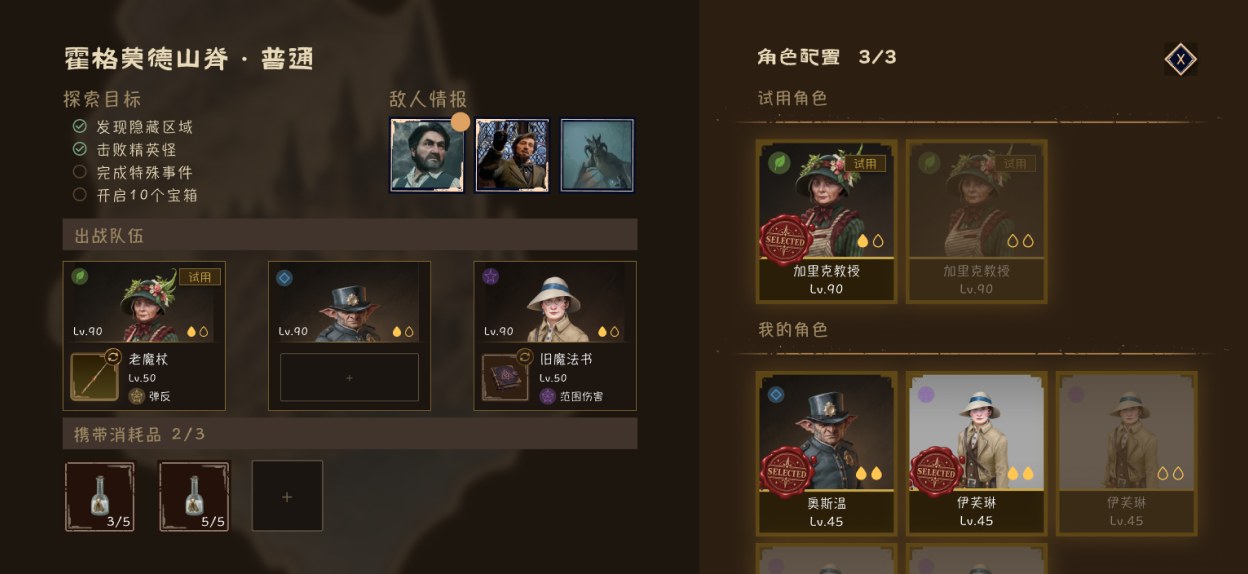 霍格莫德山脊 · 普通
探索目标
发现隐藏区域
击败精英怪
完成特殊事件
开启10个宝箱
敌人情报
出战队伍
试用
Lv.90
老魔杖
Lv.50
弹反
Lv.90
+
Lv.90
旧魔法书
Lv.50
范围伤害
携带消耗品 2/3
3/5
5/5
+
角色配置 3/3
X
试用角色
试用
SELECTED
加里克教授
Lv.90
试用
加里克教授
Lv.90
我的角色
SELECTED
奥斯温
Lv.45
SELECTED
伊芙琳
Lv.45
伊芙琳
Lv.45